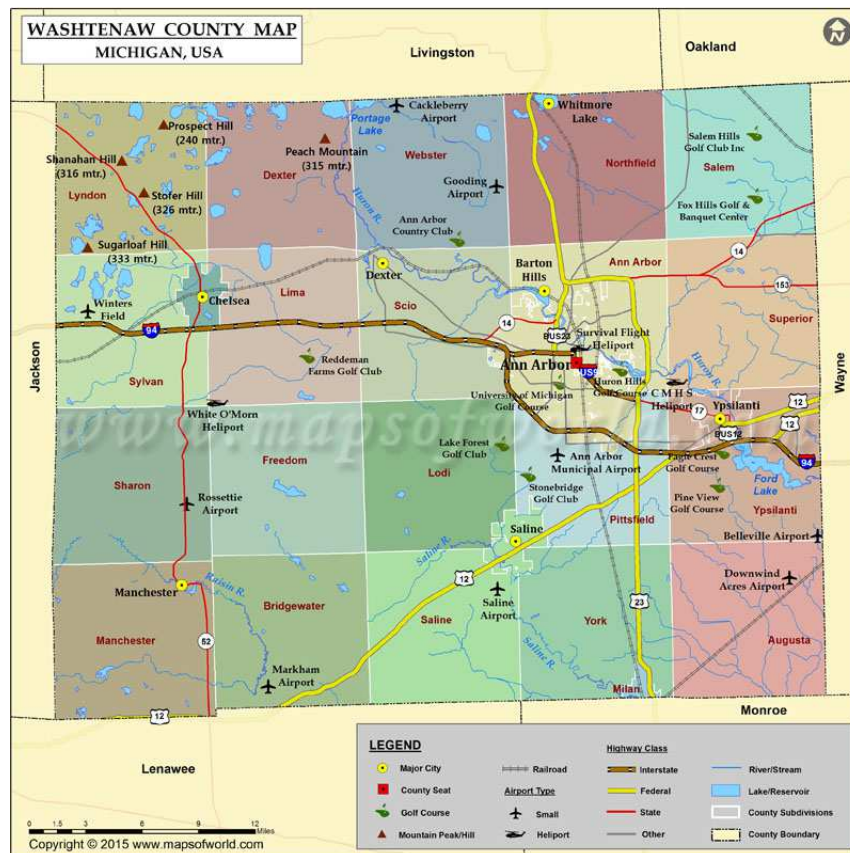 WASHTENAW COUNTY MAP
MICHIGAN, USA
Livingston
Oakland
N
Prospect Hill
(240 mtr.)
Shanahan Hill
(316 mtr.)
Lyndon
Stofer Hill
(326 mtr.)
Sugarloaf Hill
(333 mtr.)
Peach Mountain
(315 mtr.)
Dexter
Portage
Lake
Huron R.
Cackleberry
Airport
Webster
Gooding
Airport
Ann Arbor
Country Club
Whitmore
Lake
Northfield
Salem Hills
Golf Club Inc
Salem
Fox Hills Golf &
Banquet Center
Winters
Field
Chelsea
Lima
Dexter
Scio
Barton
Hills
Ann Arbor
14
153
Superior
94
14
BUS23
Survival Flight
Heliport
Jackson
Sylvan
Reddeman
Farms Golf Club
Ann Arbor
University of Michigan
Golf Course
Huron Hills
Golf Course
C M H S
Heliport
Huron R.
Wayne
17
Ypsilanti
12
12
BUS12
White O'Morn
Heliport
www.mapsofworld.com
Freedom
Lake Forest
Golf Club
Lodi
Ann Arbor
Municipal Airport
Eagle Crest
Golf Course
94
Sharon
Rossettie
Airport
Stonebridge
Golf Club
Pine View
Golf Course
Ford
Lake
Pittsfield
Ypsilanti
Saline
Saline R.
Belleville Airport
Manchester
Raisin R.
12
Downwind
Acres Airport
Bridgewater
Saline
Airport
23
Manchester
52
Saline
York
Augusta
Saline R.
Markham
Airport
Milan
12
Monroe
Lenawee
LEGEND
Major City
County Seat
Golf Course
Mountain Peak/Hill
Railroad
Airport Type
Small
Heliport
Highway Class
Interstate
Federal
State
Other
River/Stream
Lake/Reservoir
County Subdivisions
County Boundary
0 1.5 3 6 9 12
Miles
Copyright © 2015 www.mapsofworld.com